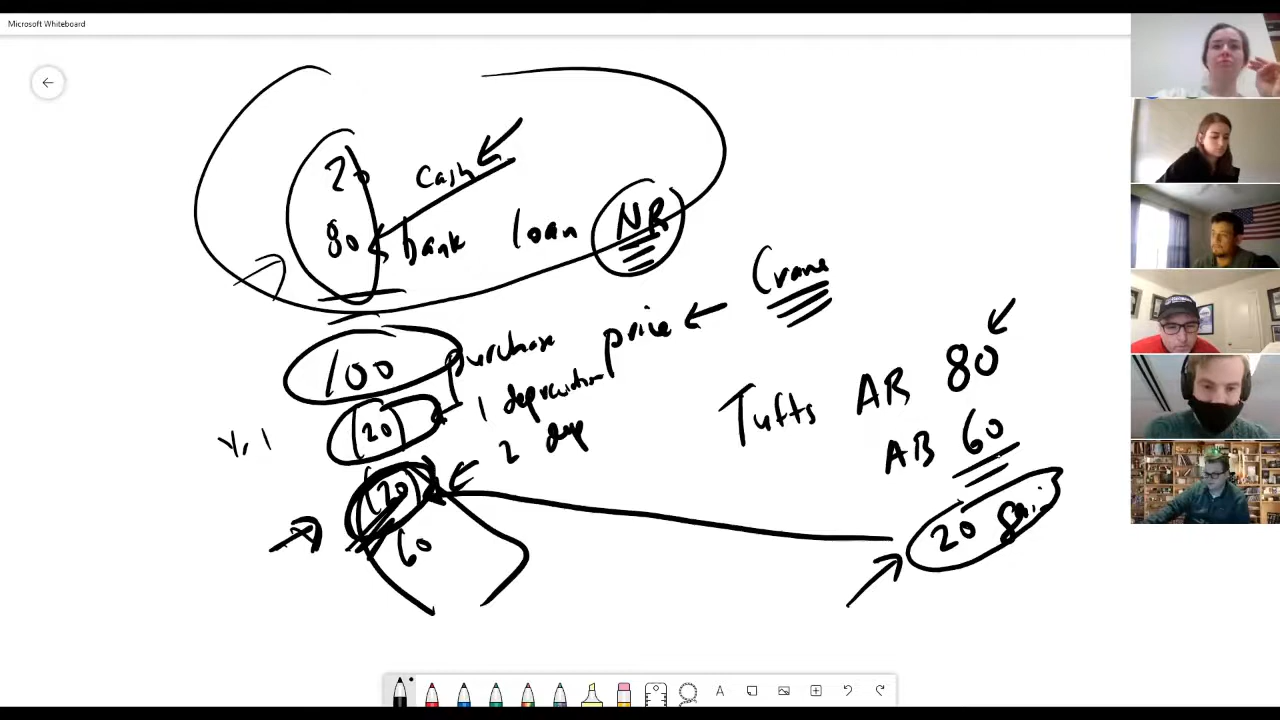 Microsoft Whiteboard
20 Cash
80 bank loan NR
100 purchase price Crane
Yr 1 (20) 1 depreciation
(20) 2 dep
60
Tufts AR 80
AB 60
20 gain
A